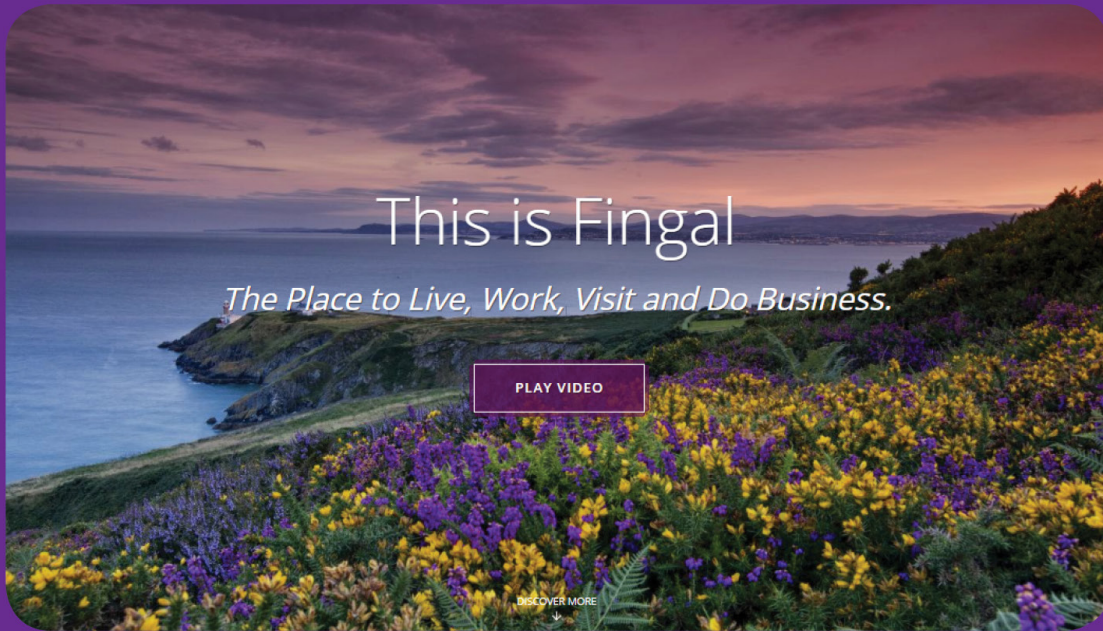 This is Fingal
The Place to Live, Work, Visit and Do Business.
PLAY VIDEO
DISCOVER MORE